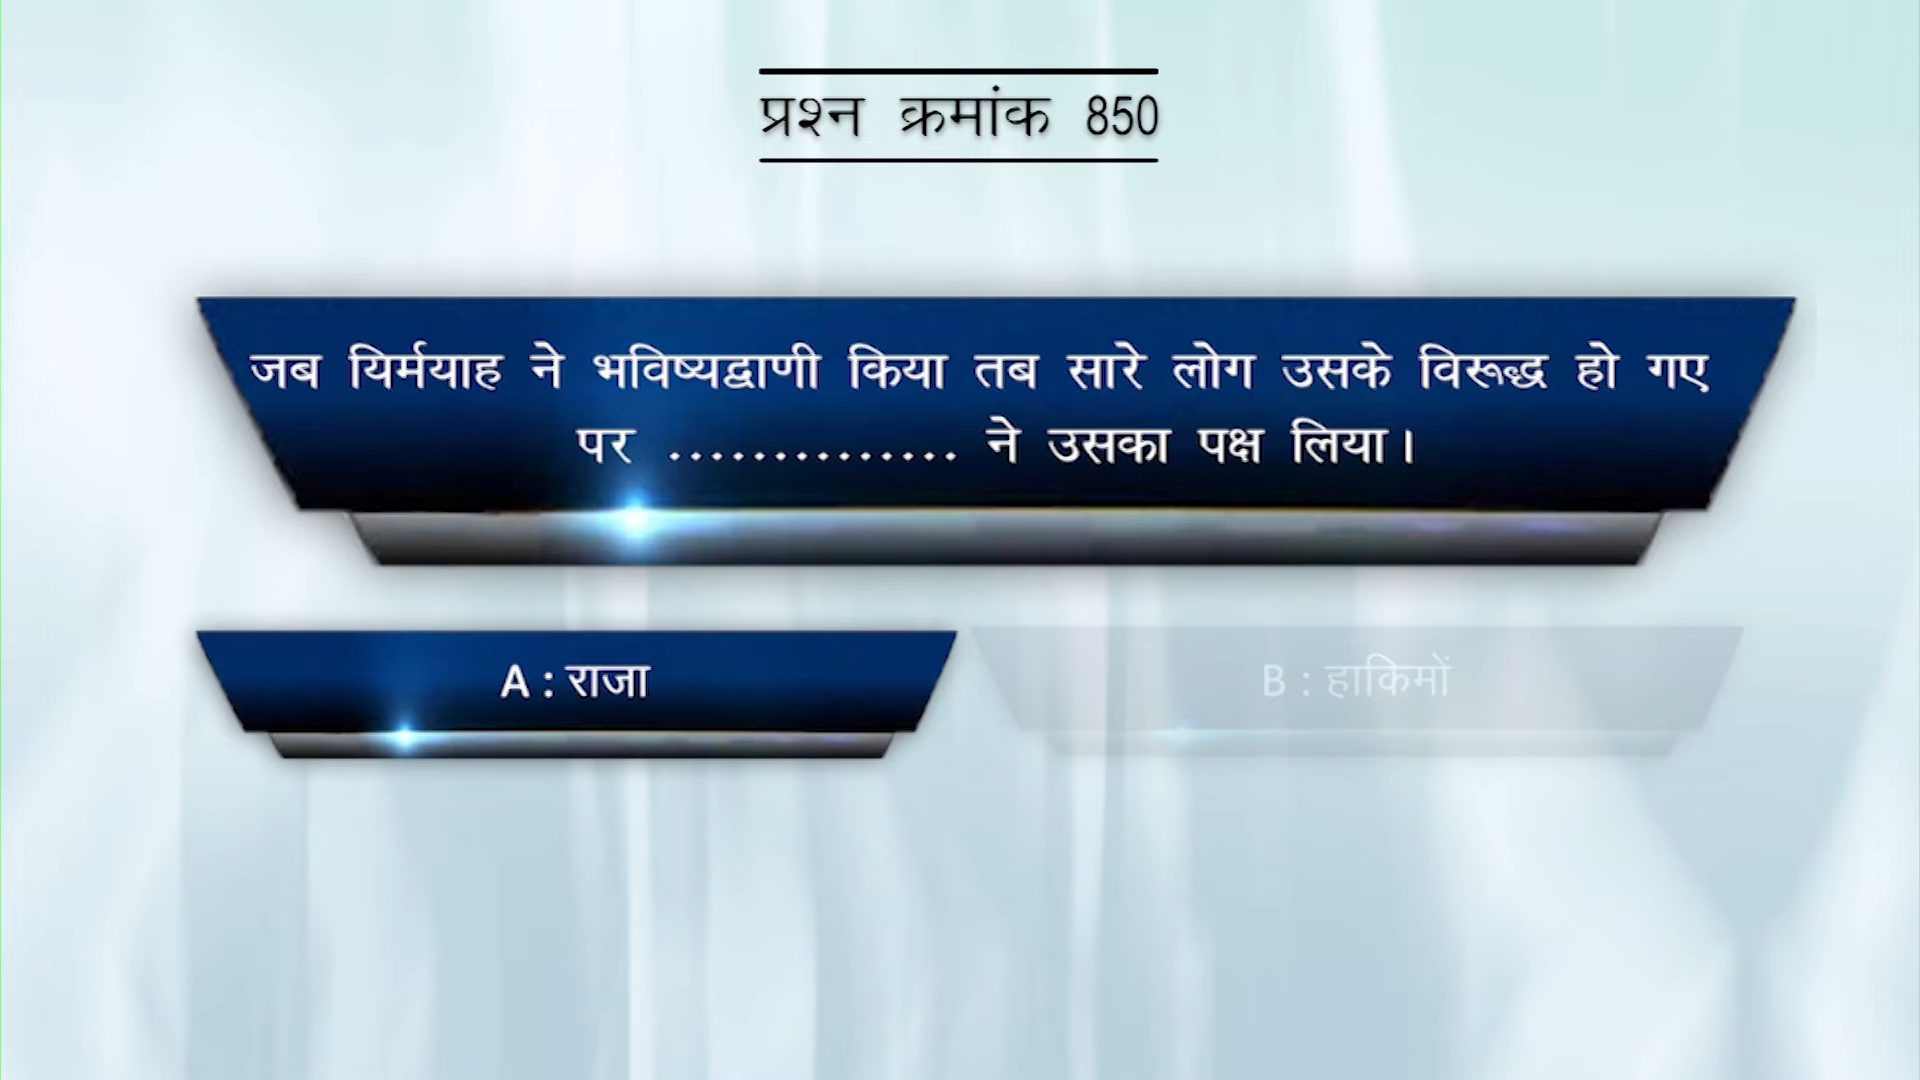 प्रश्न क्रमांक 850
जब यिर्मयाह ने भविष्यद्वाणी किया तब सारे लोग उसके विरूद्ध हो गए
पर .............. ने उसका पक्ष लिया।
A : राजा
B : हाकिमों